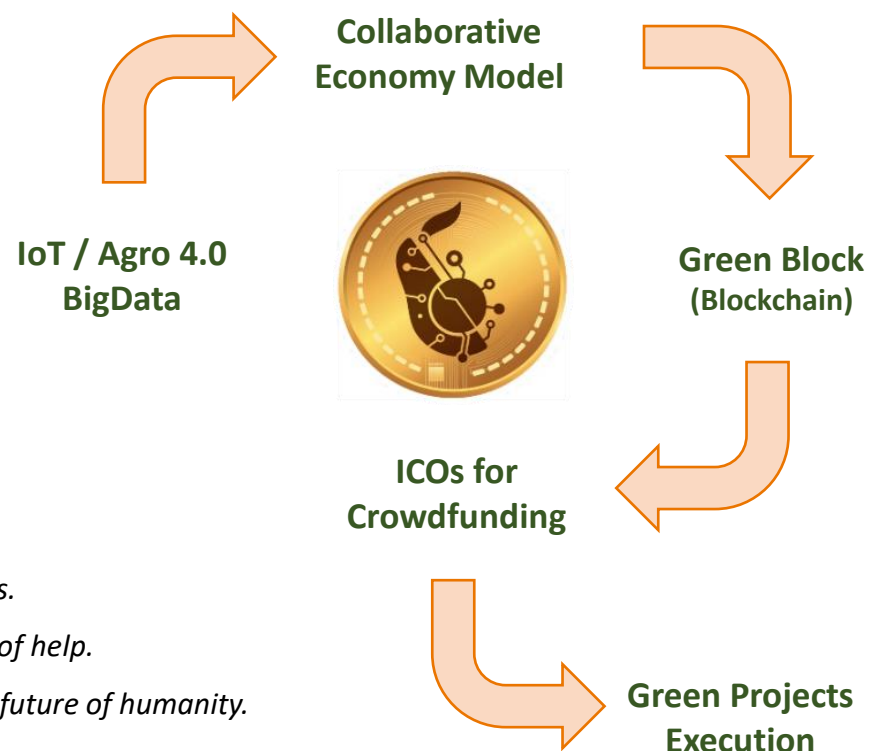 Collaborative
Economy Model
IoT / Agro 4.0
BigData
Green Block
(Blockchain)
ICOs for
Crowdfunding
s.
of help.
future of humanity.
Green Projects
Execution